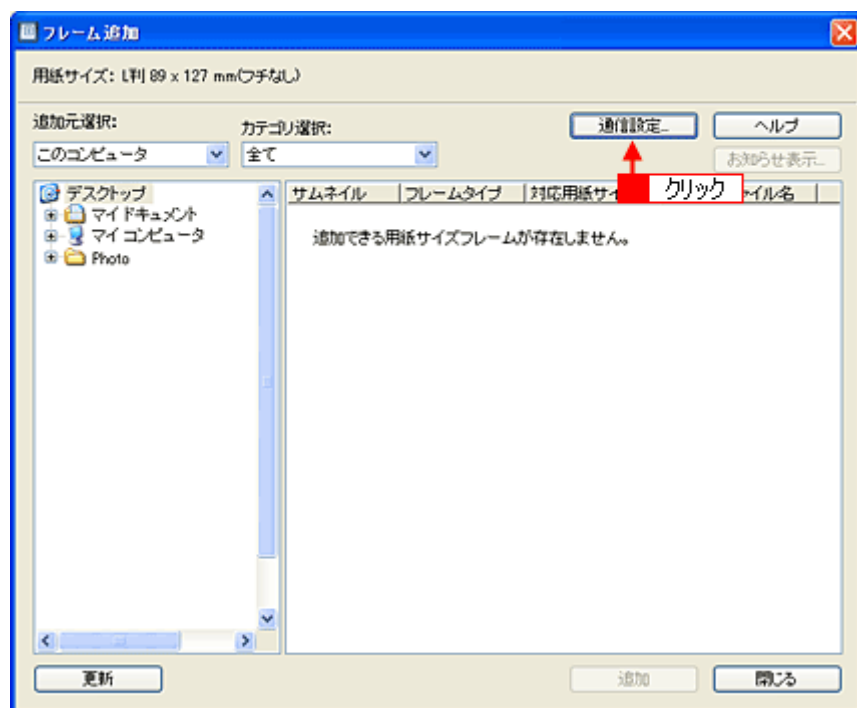 フレーム追加
用紙サイズ: L判 89 x 127 mm(フチなし)
追加元選択:
カテゴリ選択:
通信設定...
ヘルプ
このコンピュータ
全て
お知らせ表示...
デスクトップ
マイ ドキュメント
マイ コンピュータ
Photo
サムネイル
フレームタイプ
対応用紙サイ
クリック
イル名
追加できる用紙サイズフレームが存在しません。
更新
追加
閉じる